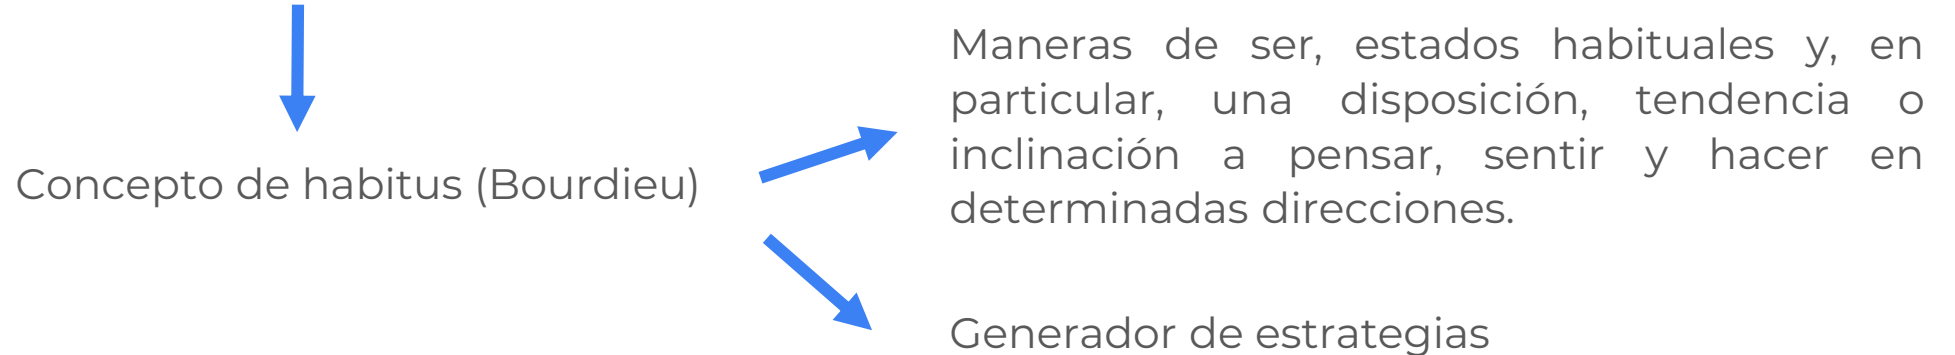 Concepto de habitus (Bourdieu)
Maneras de ser, estados habituales y, en
particular, una disposición, tendencia o
inclinación a pensar, sentir y hacer en
determinadas direcciones.
Generador de estrategias